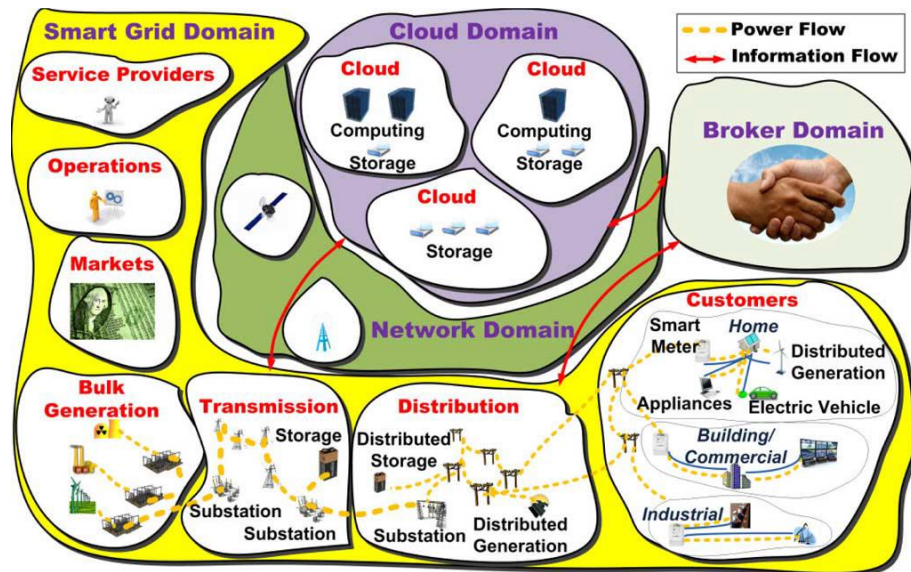 Smart Grid Domain
Service Providers
Operations
Markets
Bulk
Generation
Transmission
Storage
Substation
Substation
Distribution
Distributed
Storage
Substation
Distributed
Generation
Cloud Domain
Cloud
Computing
Storage
Cloud
Computing
Storage
Cloud
Storage
Network Domain
Power Flow
Information Flow
Broker Domain
Customers
Smart
Meter
Home
Distributed
Generation
Appliances
Electric Vehicle
Building/
Commercial
Industrial